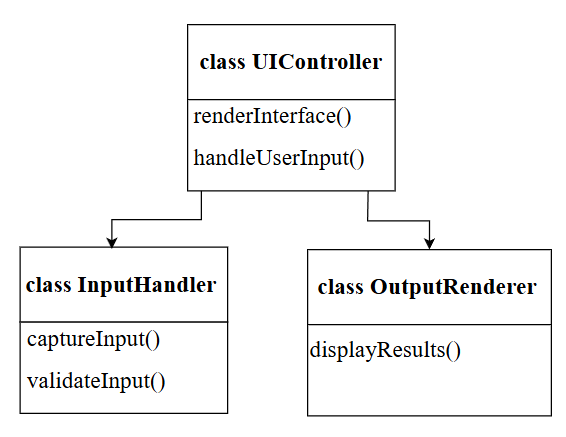 class UIController
renderInterface()
handleUserInput()
class InputHandler
captureInput()
validateInput()
class OutputRenderer
displayResults()